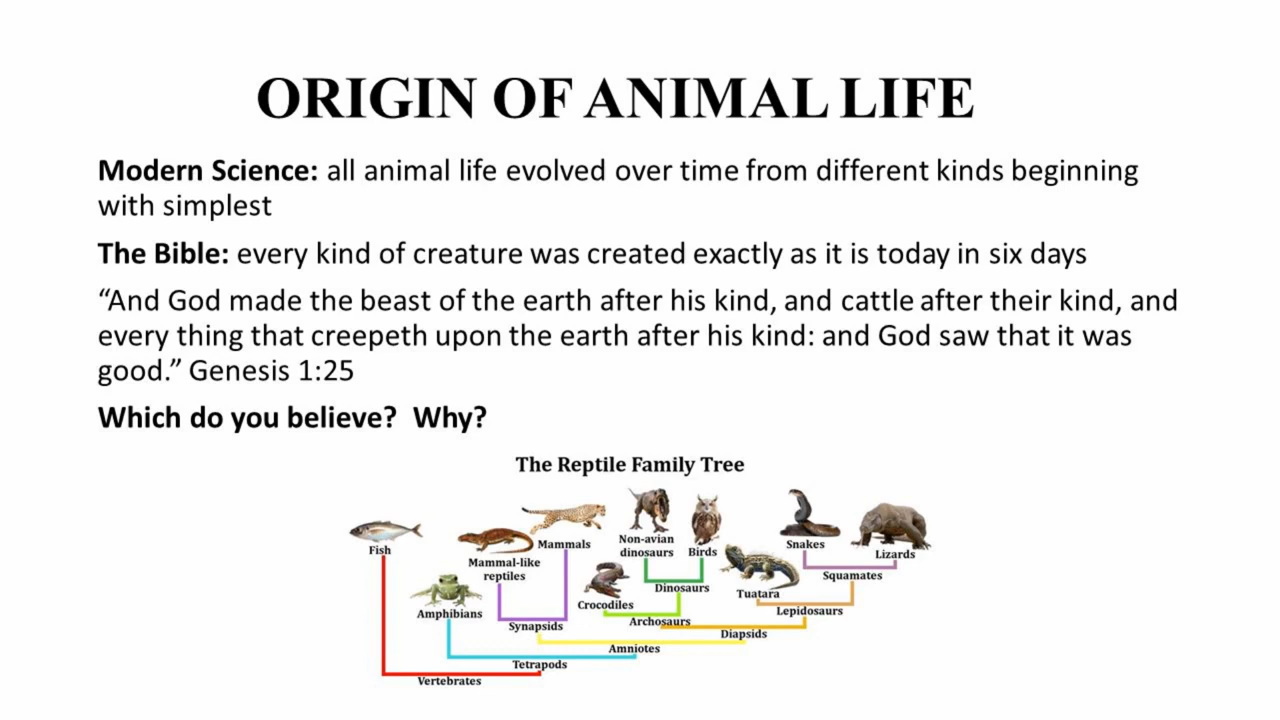 ORIGIN OF ANIMAL LIFE
Modern Science: all animal life evolved over time from different kinds beginning
with simplest
The Bible: every kind of creature was created exactly as it is today in six days
“And God made the beast of the earth after his kind, and cattle after their kind, and
every thing that creepeth upon the earth after his kind: and God saw that it was
good.” Genesis 1:25
Which do you believe?  Why?
The Reptile Family Tree
Fish
Mammal-like
reptiles
Mammals
Non-avian
dinosaurs
Birds
Snakes
Lizards
Amphibians
Crocodiles
Dinosaurs
Tuatara
Squamates
Synapsids
Archosaurs
Lepidosaurs
Diapsids
Amniotes
Tetrapods
Vertebrates